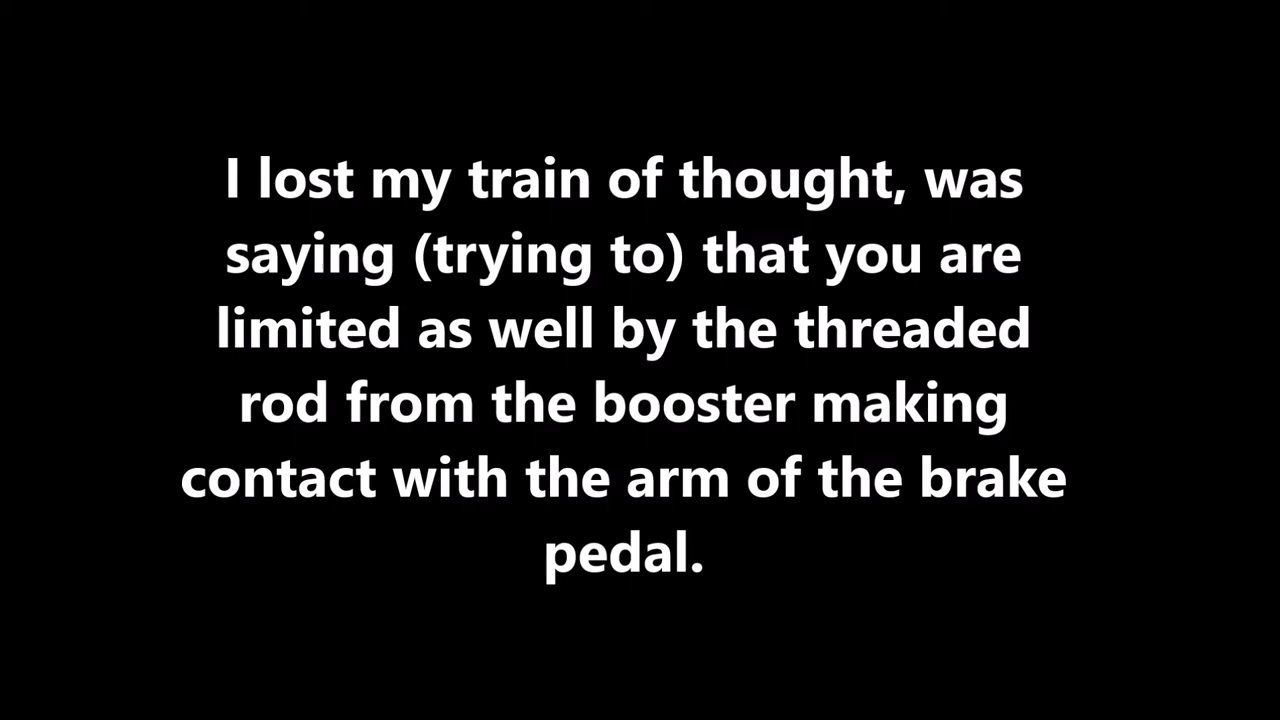 I lost my train of thought, was
saying (trying to) that you are
limited as well by the threaded
rod from the booster making
contact with the arm of the brake
pedal.